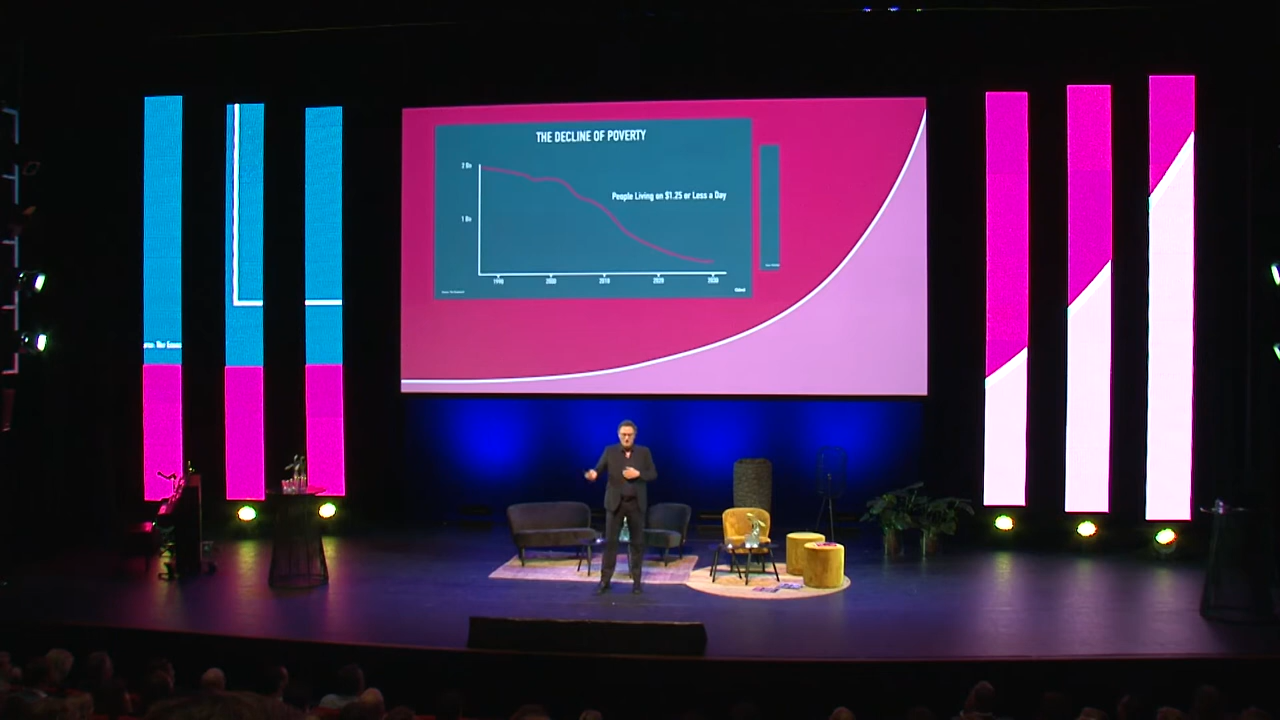 THE DECLINE OF POVERTY
2 Bn
People Living on $1.25 or Less a Day
1 Bn
1990 2000 2010 2020 2030